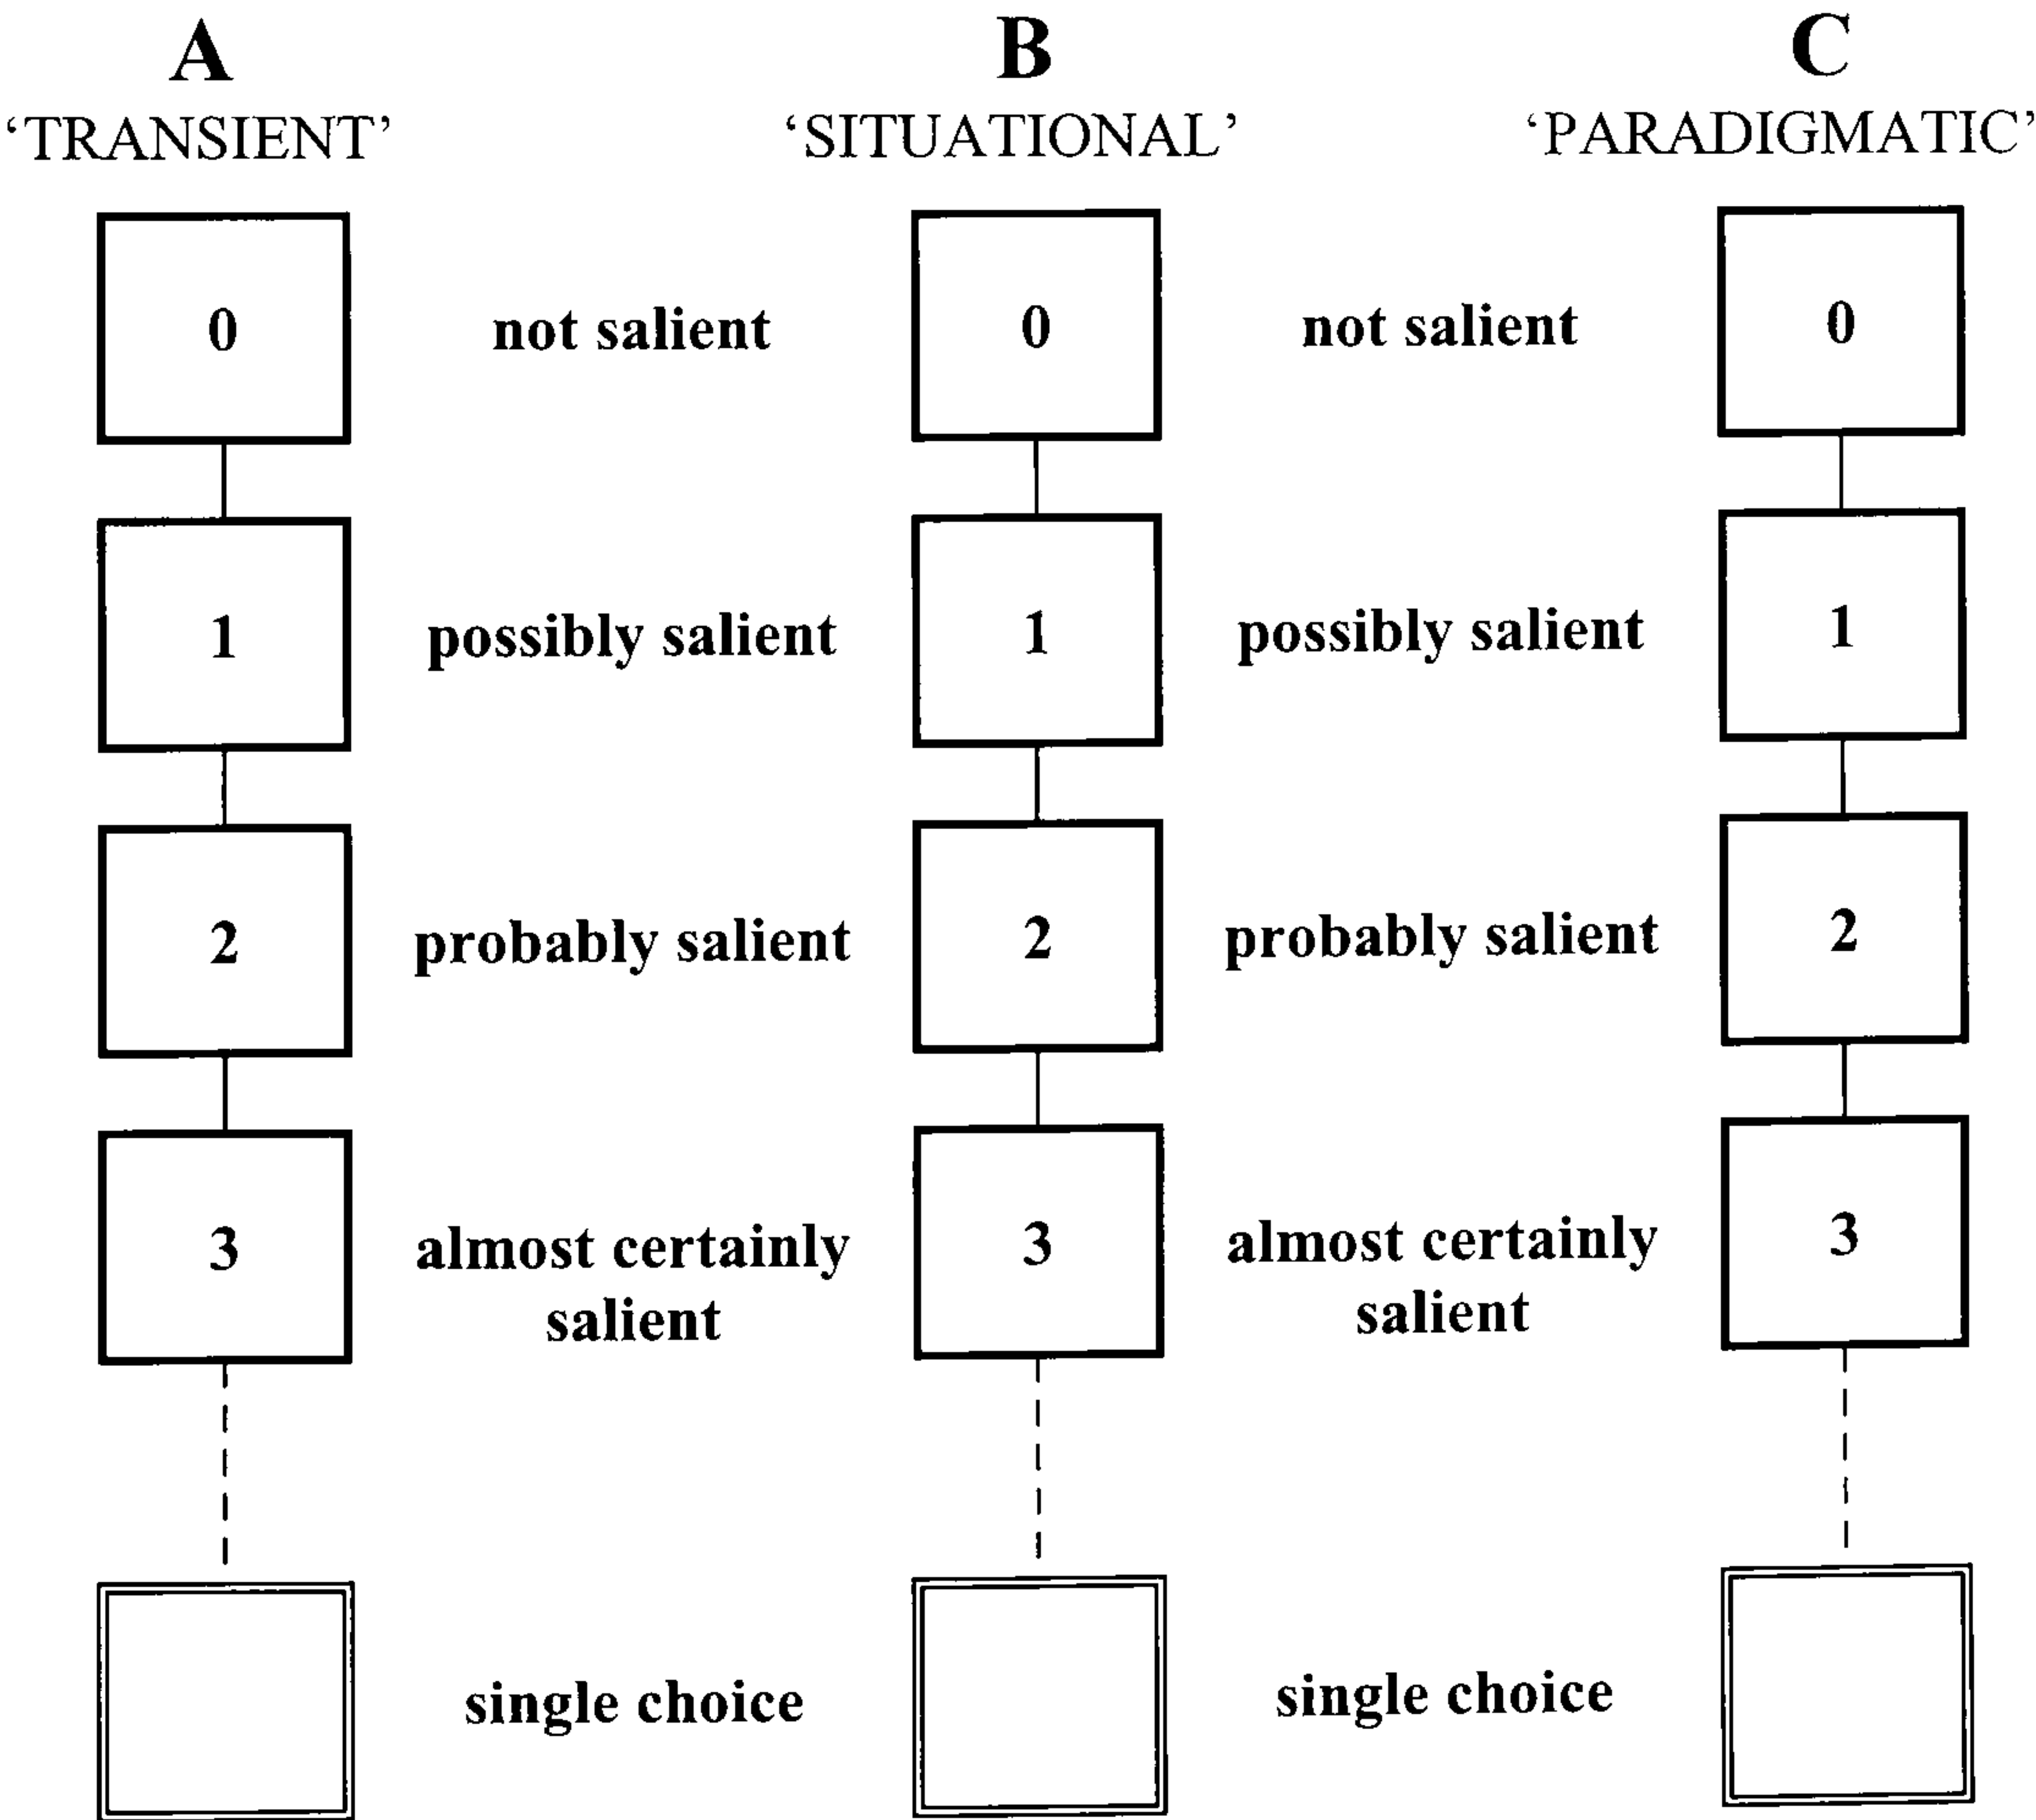 A B C
‘TRANSIENT’ ‘SITUATIONAL’ ‘PARADIGMATIC’
0 not salient 0 not salient 0
1 possibly salient 1 possibly salient 1
2 probably salient 2 probably salient 2
3 almost certainly 3 almost certainly 3
salient salient
single choice single choice